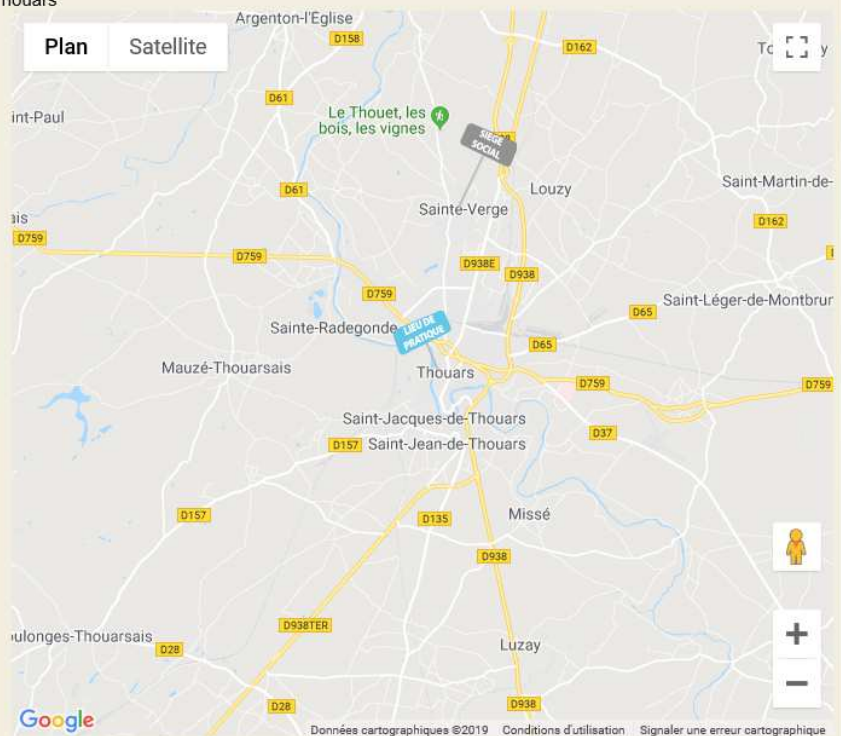 Argenton-l'Église
Plan
Satellite
D158
D162
D61
Le Thouet, les
bois, les vignes
SIEGE
SOCIAL
D61
Louzy
Saint-Martin-de-
Sainte-Verge
D162
D759
D759
D938E
D938
D759
Saint-Léger-de-Montbrun
D65
Sainte-Radegonde
LIEU DE
PRATIQUE
D65
Mauzé-Thouarsais
Thouars
D759
D759
Saint-Jacques-de-Thouars
D37
D157
Saint-Jean-de-Thouars
D157
D135
Missé
D938
D938TER
D28
Luzay
D28
D938
Google
Données cartographiques ©2019
Conditions d'utilisation
Signaler une erreur cartographique